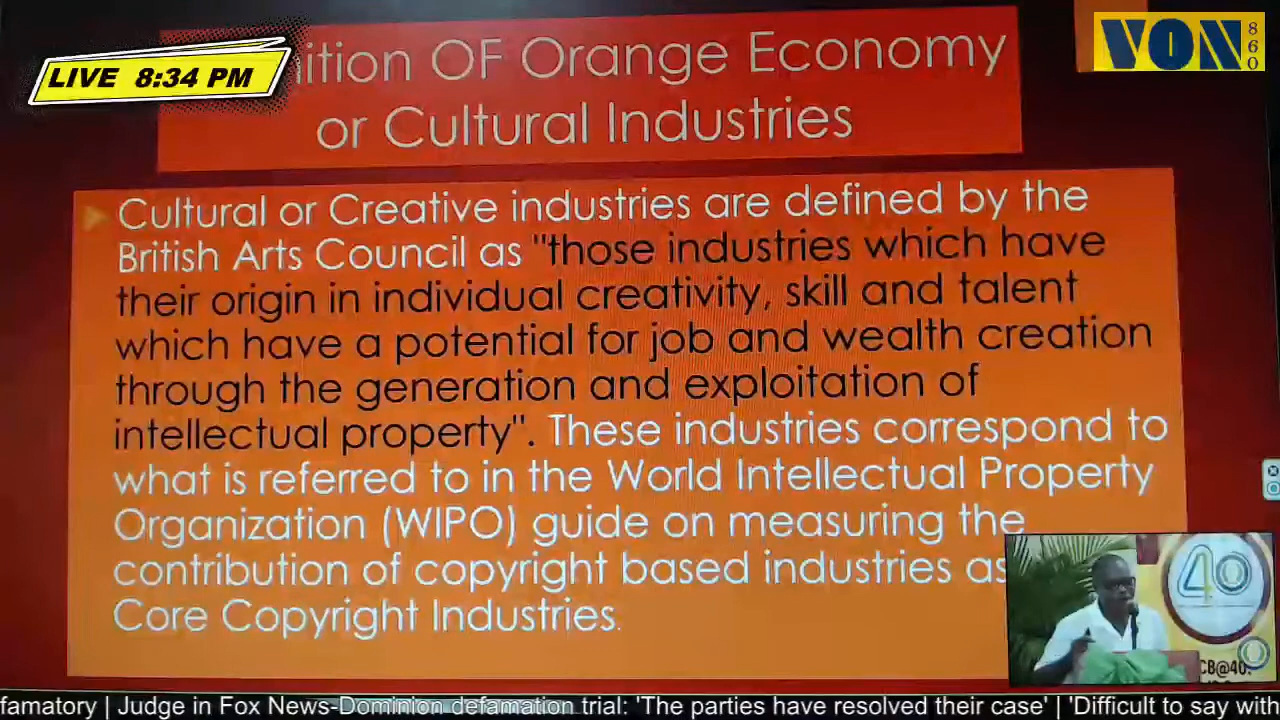 LIVE 8:34 PM
VON
860
ition OF Orange Economy
or Cultural Industries
Cultural or Creative industries are defined by the
British Arts Council as "those industries which have
their origin in individual creativity, skill and talent
which have a potential for job and wealth creation
through the generation and exploitation of
intellectual property". These industries correspond to
what is referred to in the World Intellectual Property
Organization (WIPO) guide on measuring the
contribution of copyright based industries as
Core Copyright Industries.
40
CB@40:
famatory | Judge in Fox News-Dominion defamation trial: 'The parties have resolved their case' | 'Difficult to say with